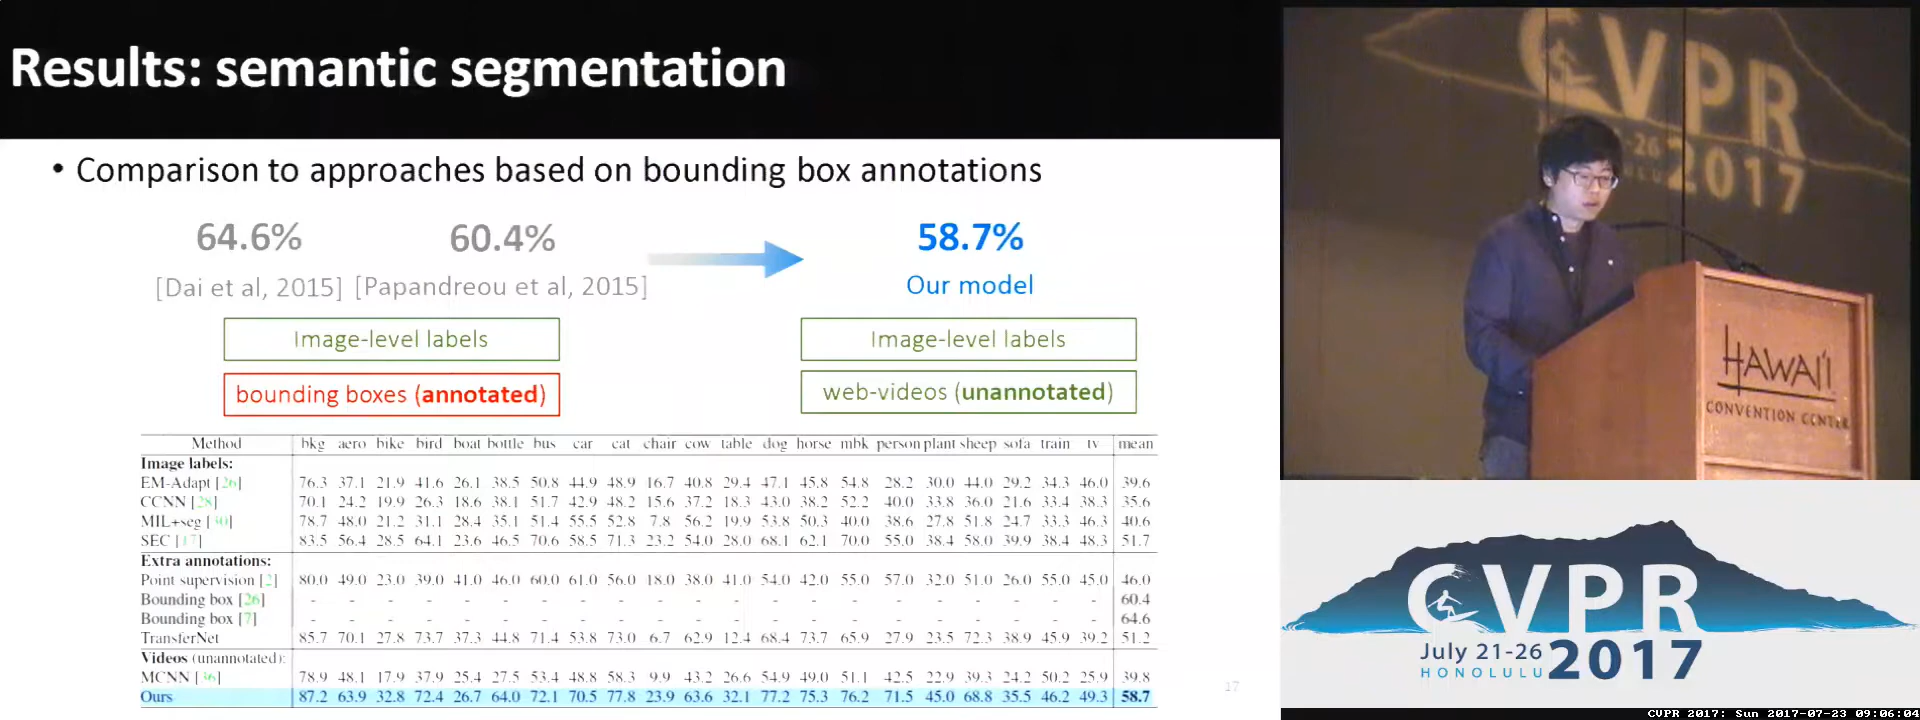 Results: semantic segmentation
• Comparison to approaches based on bounding box annotations
64.6% 60.4% 58.7%
[Dai et al, 2015] [Papandreou et al, 2015] Our model
Image-level labels Image-level labels
bounding boxes (annotated) web-videos (unannotated)
Method bkg aero bike bird boat bottle bus car cat chair cow table dog horse mbk person plant sheep sofa train tv mean
Image labels:
EM-Adapt [26] 76.3 37.1 21.9 41.6 26.1 38.5 50.8 44.9 48.9 16.7 40.8 29.4 47.1 45.8 54.8 28.2 30.0 44.0 29.2 34.3 46.0 39.6
CCNN [28] 70.1 24.2 19.9 26.3 18.6 38.1 51.7 42.9 48.2 15.6 37.2 18.3 43.0 38.2 52.2 40.0 33.8 36.0 21.6 33.4 38.3 35.6
MIL+seg [30] 78.7 48.0 21.2 31.1 28.4 35.1 51.4 55.5 52.8 7.8 56.2 19.9 53.8 50.3 40.0 38.6 27.8 51.8 24.7 33.3 46.3 40.6
SEC [17] 83.5 56.4 28.5 64.1 23.6 46.5 70.6 58.5 71.3 23.2 54.0 28.0 68.1 62.1 70.0 55.0 38.4 58.0 39.9 38.4 48.3 51.7
Extra annotations:
Point supervision [2] 80.0 49.0 23.0 39.0 41.0 46.0 60.0 61.0 56.0 18.0 38.0 41.0 54.0 42.0 55.0 57.0 32.0 51.0 26.0 55.0 45.0 46.0
Bounding box [26] - - - - - - - - - - - - - - - - - - - - - 60.4
Bounding box [7] - - - - - - - - - - - - - - - - - - - - - 64.6
TransferNet 85.7 70.1 27.8 73.7 37.3 44.8 71.4 53.8 73.0 6.7 62.9 12.4 68.4 73.7 65.9 27.9 23.5 72.3 38.9 45.9 39.2 51.2
Videos (unannotated):
MCNN [36] 78.9 48.1 17.9 37.9 25.4 27.5 53.4 48.8 58.3 9.9 43.2 26.6 54.9 49.0 51.1 42.5 22.9 39.3 24.2 50.2 25.9 39.8
Ours 87.2 63.9 32.8 72.4 26.7 64.0 72.1 70.5 77.8 23.9 63.6 32.1 77.2 75.3 76.2 71.5 45.0 68.8 35.5 46.2 49.3 58.7
17
CVPR
-26
2017
HAWAI'I
CONVENTION CENTER
CVPR
July 21-26
HONOLULU 2017
CVPR 2017: Sun 2017-07-23 09:06:04